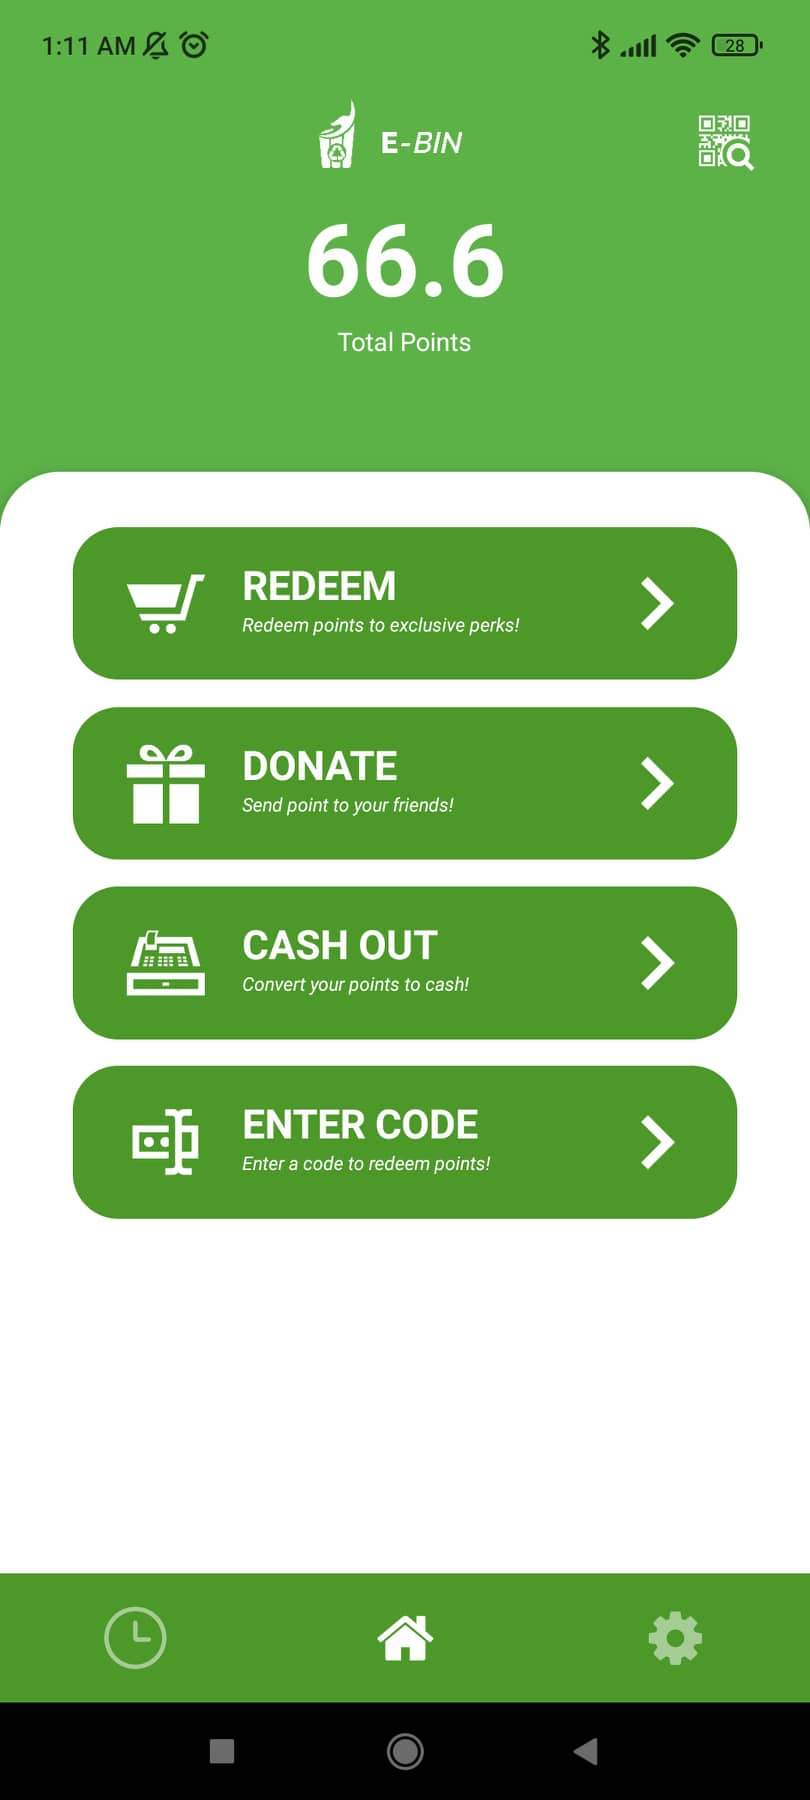 1:11 AM
28
E-BIN
66.6
Total Points
REDEEM
Redeem points to exclusive perks!
DONATE
Send point to your friends!
CASH OUT
Convert your points to cash!
ENTER CODE
Enter a code to redeem points!